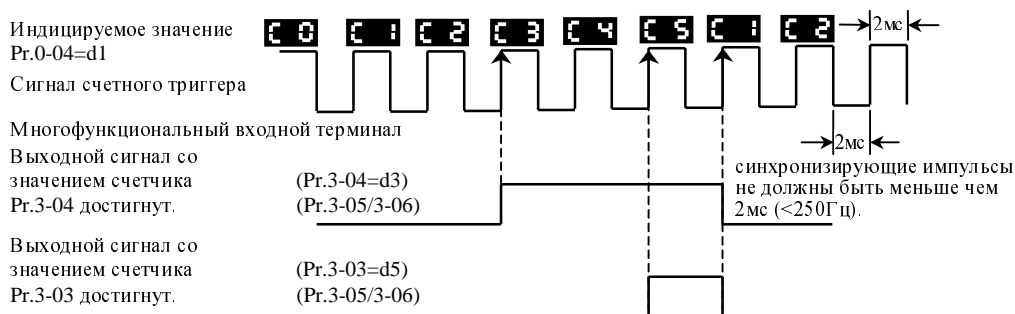 Индицируемое значение
Pr.0-04=d1
C 0 C 1 C 2 C 3 C 4 C 5 C 1 C 2
2мс
Сигнал счетного триггера
Многофункциональный входной терминал
2мс
Выходной сигнал со
значением счетчика (Pr.3-04=d3)
Pr.3-04 достигнут. (Pr.3-05/3-06)
синхронизирующие импульсы
не должны быть меньше чем
2мс (<250Гц).
Выходной сигнал со
значением счетчика (Pr.3-03=d5)
Pr.3-03 достигнут. (Pr.3-05/3-06)